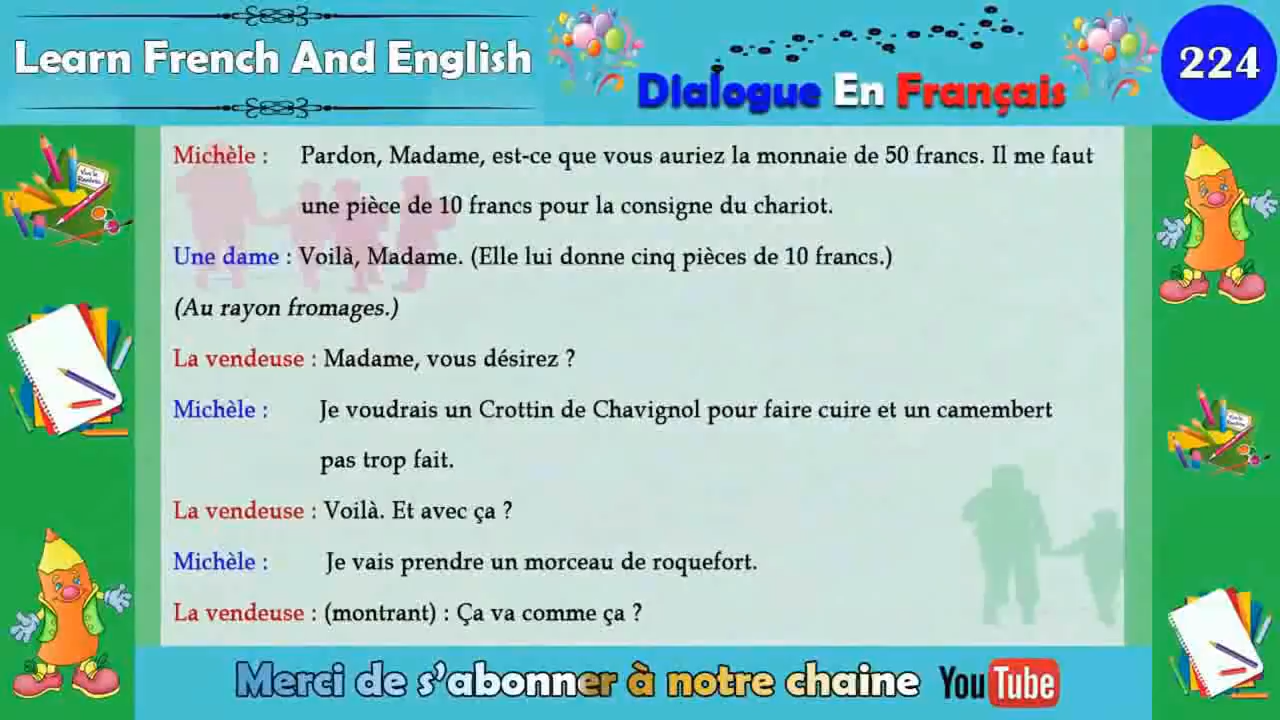 Learn French And English
Dialogue En Français
224
Michèle : Pardon, Madame, est-ce que vous auriez la monnaie de 50 francs. Il me faut
une pièce de 10 francs pour la consigne du chariot.
Une dame : Voilà, Madame. (Elle lui donne cinq pièces de 10 francs.)
(Au rayon fromages.)
La vendeuse : Madame, vous désirez ?
Michèle : Je voudrais un Crottin de Chavignol pour faire cuire et un camembert
pas trop fait.
La vendeuse : Voilà. Et avec ça ?
Michèle : Je vais prendre un morceau de roquefort.
La vendeuse : (montrant) : Ça va comme ça ?
Merci de s'abonner à notre chaine YouTube